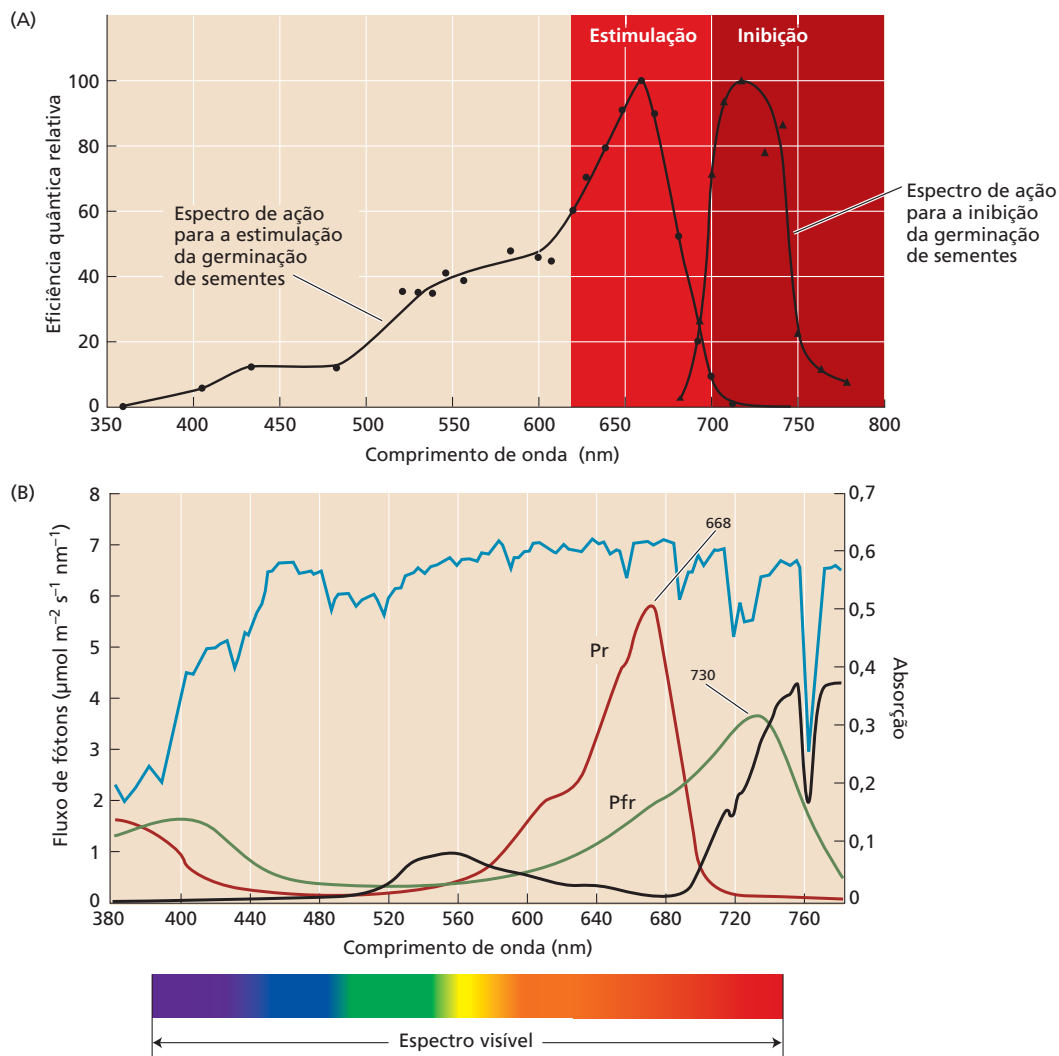 (A)
Estimulação
Inibição
Eficiência quântica relativa
100
80
60
40
20
0
Espectro de ação
para a estimulação
da germinação
de sementes
Espectro de ação
para a inibição
da germinação
de sementes
350 400 450 500 550 600 650 700 750 800
Comprimento de onda (nm)
(B)
Fluxo de fótons (µmol m⁻² s⁻¹ nm⁻¹)
8
7
6
5
4
3
2
1
0
668
Pr
730
Pfr
0,7
0,6
0,5
0,4
0,3
0,2
0,1
0
Absorção
380 400 440 480 520 560 600 640 680 720 760
Comprimento de onda (nm)
Espectro visível